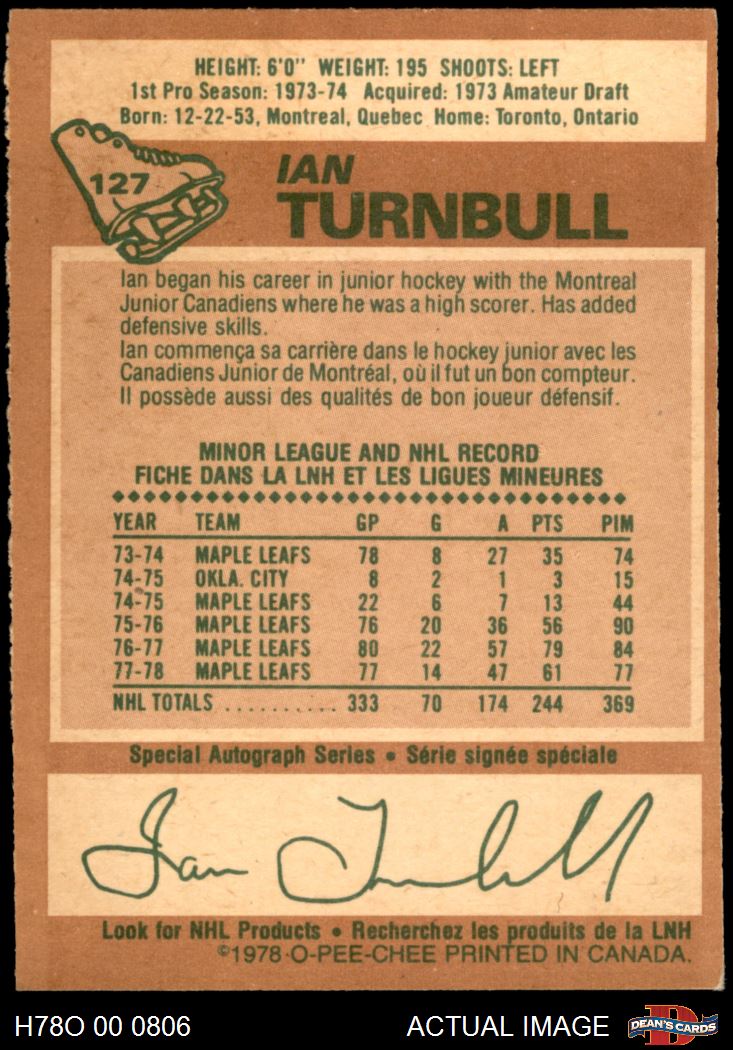 HEIGHT: 6'0" WEIGHT: 195 SHOOTS: LEFT
1st Pro Season: 1973-74 Acquired: 1973 Amateur Draft
Born: 12-22-53, Montreal, Quebec Home: Toronto, Ontario
127
IAN
TURNBULL
Ian began his career in junior hockey with the Montreal
Junior Canadiens where he was a high scorer. Has added
defensive skills.
Ian commença sa carrière dans le hockey junior avec les
Canadiens Junior de Montréal, où il fut un bon compteur.
Il possède aussi des qualités de bon joueur défensif.
MINOR LEAGUE AND NHL RECORD
FICHE DANS LA LNH ET LES LIGUES MINEURES
YEAR TEAM GP G A PTS PIM
73-74 MAPLE LEAFS 78 8 27 35 74
74-75 OKLA. CITY 8 2 1 3 15
74-75 MAPLE LEAFS 22 6 7 13 44
75-76 MAPLE LEAFS 76 20 36 56 90
76-77 MAPLE LEAFS 80 22 57 79 84
77-78 MAPLE LEAFS 77 14 47 61 77
NHL TOTALS .......... 333 70 174 244 369
Special Autograph Series • Série signée spéciale
Ian Turnbull
Look for NHL Products • Recherchez les produits de la LNH
©1978 O-PEE-CHEE PRINTED IN CANADA.
H78O 00 0806 ACTUAL IMAGE D DEAN'S CARDS